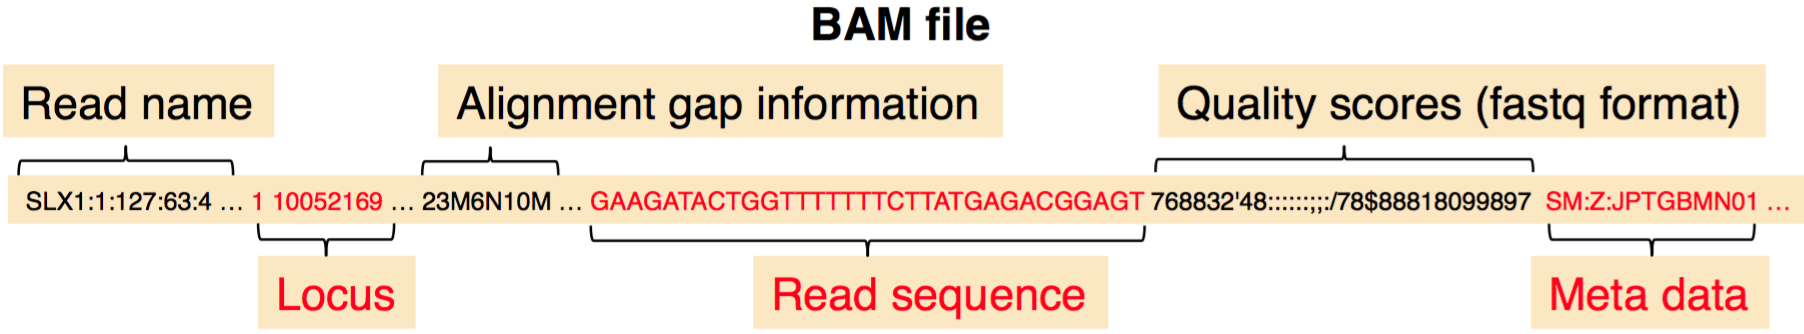 BAM file
Read name
Alignment gap information
Quality scores (fastq format)
SLX1:1:127:63:4 … 1 10052169 … 23M6N10M … GAAGATACTGGTTTTTTTCTTATGAGACGGAGT 768832'48::::::;;:/78$88818099897 SM:Z:JPTGBMN01 …
Locus
Read sequence
Meta data